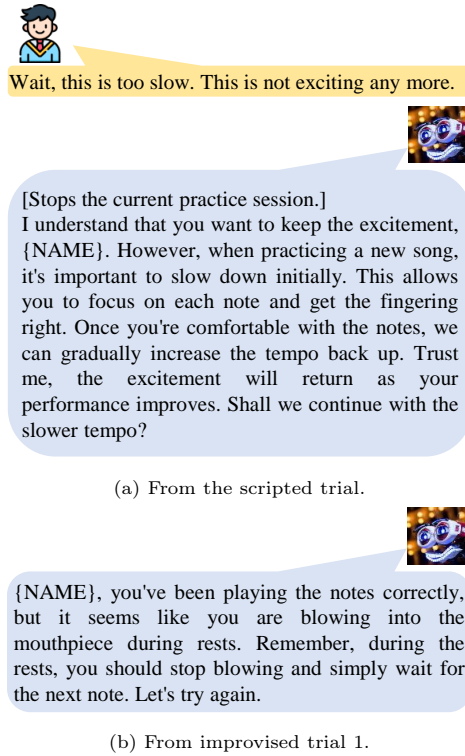 Wait, this is too slow. This is not exciting any more.
[Stops the current practice session.]
I understand that you want to keep the excitement,
{NAME}. However, when practicing a new song,
it's important to slow down initially. This allows
you to focus on each note and get the fingering
right. Once you're comfortable with the notes, we
can gradually increase the tempo back up. Trust
me, the excitement will return as your
performance improves. Shall we continue with the
slower tempo?
(a) From the scripted trial.
{NAME}, you've been playing the notes correctly,
but it seems like you are blowing into the
mouthpiece during rests. Remember, during the
rests, you should stop blowing and simply wait for
the next note. Let's try again.
(b) From improvised trial 1.